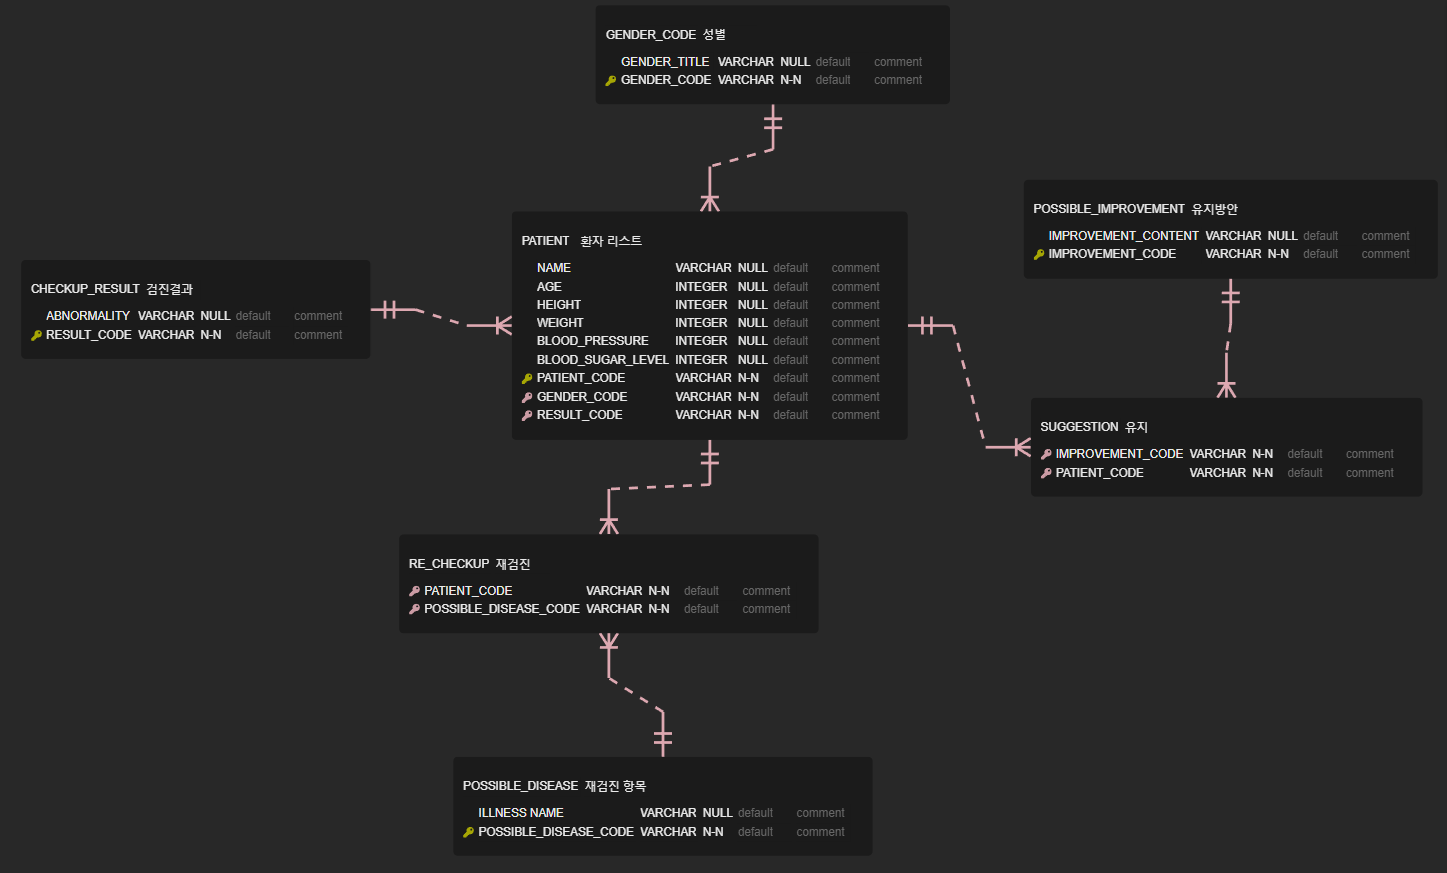 GENDER_CODE 성별
GENDER_TITLE VARCHAR NULL default comment
GENDER_CODE VARCHAR N-N default comment
POSSIBLE_IMPROVEMENT 유지방안
IMPROVEMENT_CONTENT VARCHAR NULL default comment
IMPROVEMENT_CODE VARCHAR N-N default comment
PATIENT 환자 리스트
NAME VARCHAR NULL default comment
AGE INTEGER NULL default comment
HEIGHT INTEGER NULL default comment
WEIGHT INTEGER NULL default comment
BLOOD_PRESSURE INTEGER NULL default comment
BLOOD_SUGAR_LEVEL INTEGER NULL default comment
PATIENT_CODE VARCHAR N-N default comment
GENDER_CODE VARCHAR N-N default comment
RESULT_CODE VARCHAR N-N default comment
CHECKUP_RESULT 검진결과
ABNORMALITY VARCHAR NULL default comment
RESULT_CODE VARCHAR N-N default comment
SUGGESTION 유지
IMPROVEMENT_CODE VARCHAR N-N default comment
PATIENT_CODE VARCHAR N-N default comment
RE_CHECKUP 재검진
PATIENT_CODE VARCHAR N-N default comment
POSSIBLE_DISEASE_CODE VARCHAR N-N default comment
POSSIBLE_DISEASE 재검진 항목
ILLNESS NAME VARCHAR NULL default comment
POSSIBLE_DISEASE_CODE VARCHAR N-N default comment